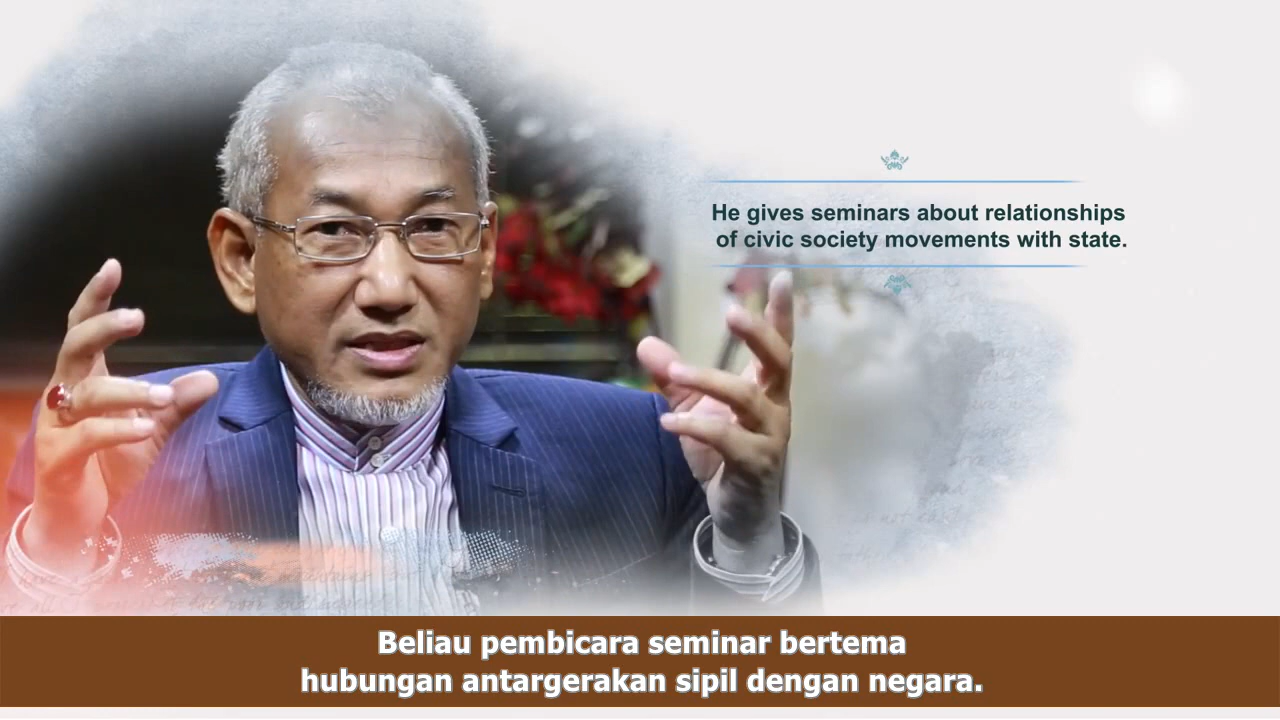 He gives seminars about relationships
of civic society movements with state.
Beliau pembicara seminar bertema
hubungan antargerakan sipil dengan negara.